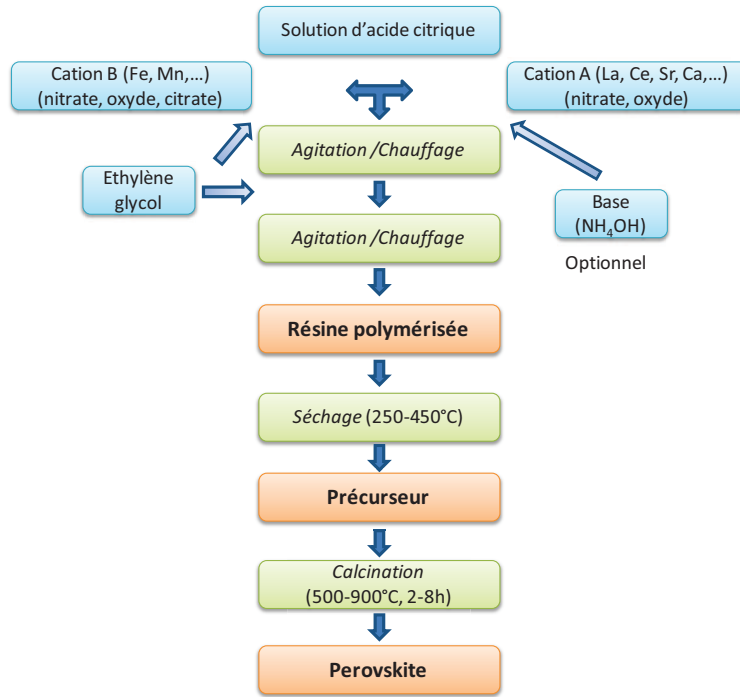 Solution d'acide citrique
Cation B (Fe, Mn,...)
(nitrate, oxyde, citrate)
Cation A (La, Ce, Sr, Ca,...)
(nitrate, oxyde)
Agitation /Chauffage
Ethylène
glycol
Base
(NH₄OH)
Optionnel
Agitation /Chauffage
Résine polymérisée
Séchage (250-450°C)
Précurseur
Calcination
(500-900°C, 2-8h)
Perovskite